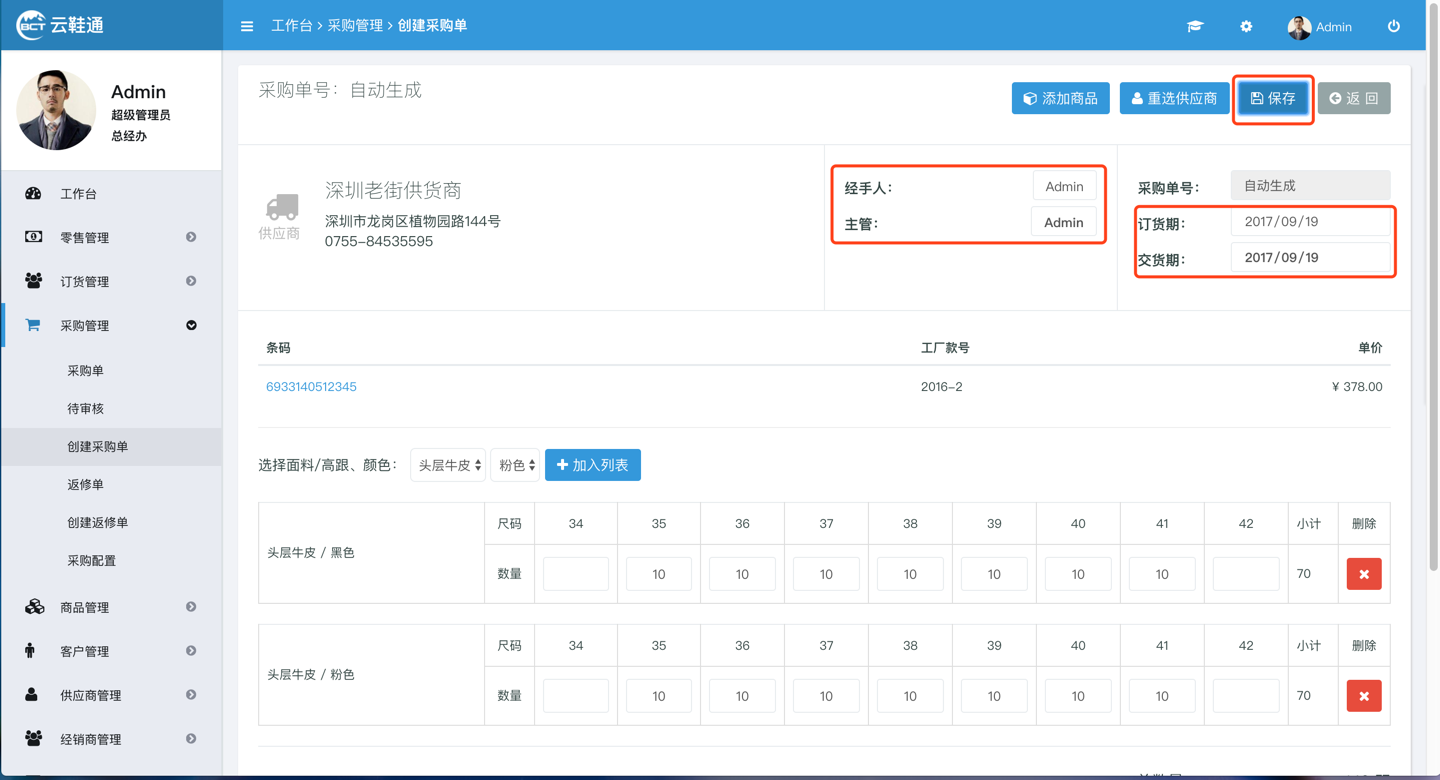 BCT 云鞋通
工作台 > 采购管理 > 创建采购单
Admin
Admin
超级管理员
总经办
工作台
零售管理
订货管理
采购管理
采购单
待审核
创建采购单
返修单
创建返修单
采购配置
商品管理
客户管理
供应商管理
经销商管理
采购单号：自动生成
添加商品
重选供应商
保存
返 回
供应商
深圳老街供货商
深圳市龙岗区植物园路144号
0755-84535595
经手人： Admin
主管： Admin
采购单号： 自动生成
订货期： 2017/09/19
交货期： 2017/09/19
条码 工厂款号 单价
6933140512345 2016-2 ¥ 378.00
选择面料/高跟、颜色： 头层牛皮 粉色 加入列表
头层牛皮 / 黑色
尺码 34 35 36 37 38 39 40 41 42 小计 删除
数量 10 10 10 10 10 10 10 70
头层牛皮 / 粉色
尺码 34 35 36 37 38 39 40 41 42 小计 删除
数量 10 10 10 10 10 10 10 70